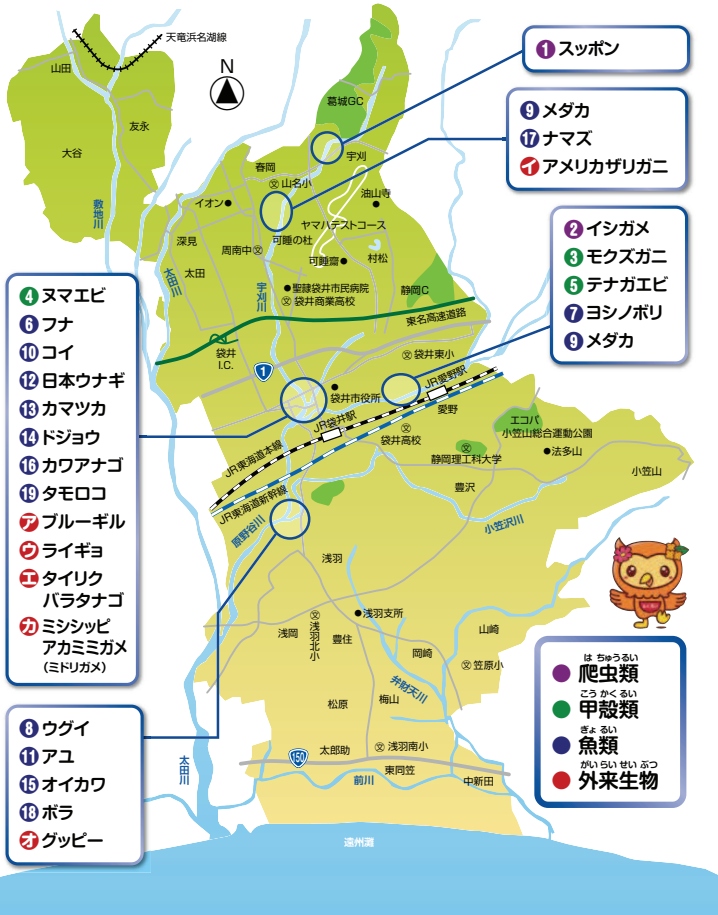 天竜浜名湖線
山田
友永
大谷
敷地川
N
葛城GC
宇刈
春岡
山名小
油山寺
イオン
ヤマハテストコース
深見
周南中
可睡の杜
村松
太田
可睡齋
太田川
宇刈川
聖隷袋井市民病院
袋井商業高校
静岡C
東名高速道路
袋井
I.C.
1
袋井東小
袋井市役所
JR愛野駅
愛野
JR袋井駅
袋井高校
エコパ
小笠山総合運動公園
静岡理工科大学
法多山
小笠山
豊沢
JR東海道本線
JR東海道新幹線
原野谷川
小笠沢川
浅羽
浅羽支所
浅岡
浅羽北小
豊住
山崎
岡崎
笠原小
弁財天川
松原
梅山
太郎助
浅羽南小
150
東同笠
太田川
前川
中新田
遠州灘
1 スッポン
9 メダカ
17 ナマズ
イ アメリカザリガニ
2 イシガメ
3 モクズガニ
5 テナガエビ
7 ヨシノボリ
9 メダカ
4 ヌマエビ
6 フナ
10 コイ
12 日本ウナギ
13 カマツカ
14 ドジョウ
16 カワアナゴ
19 タモロコ
ア ブルーギル
ウ ライギョ
エ タイリク
バラタナゴ
カ ミシシッピ
アカミミガメ
(ミドリガメ)
8 ウグイ
11 アユ
15 オイカワ
18 ボラ
オ グッピー
は ちゅうるい
爬虫類
こう かく るい
甲殻類
ぎょ るい
魚類
がい らい せい ぶつ
外来生物